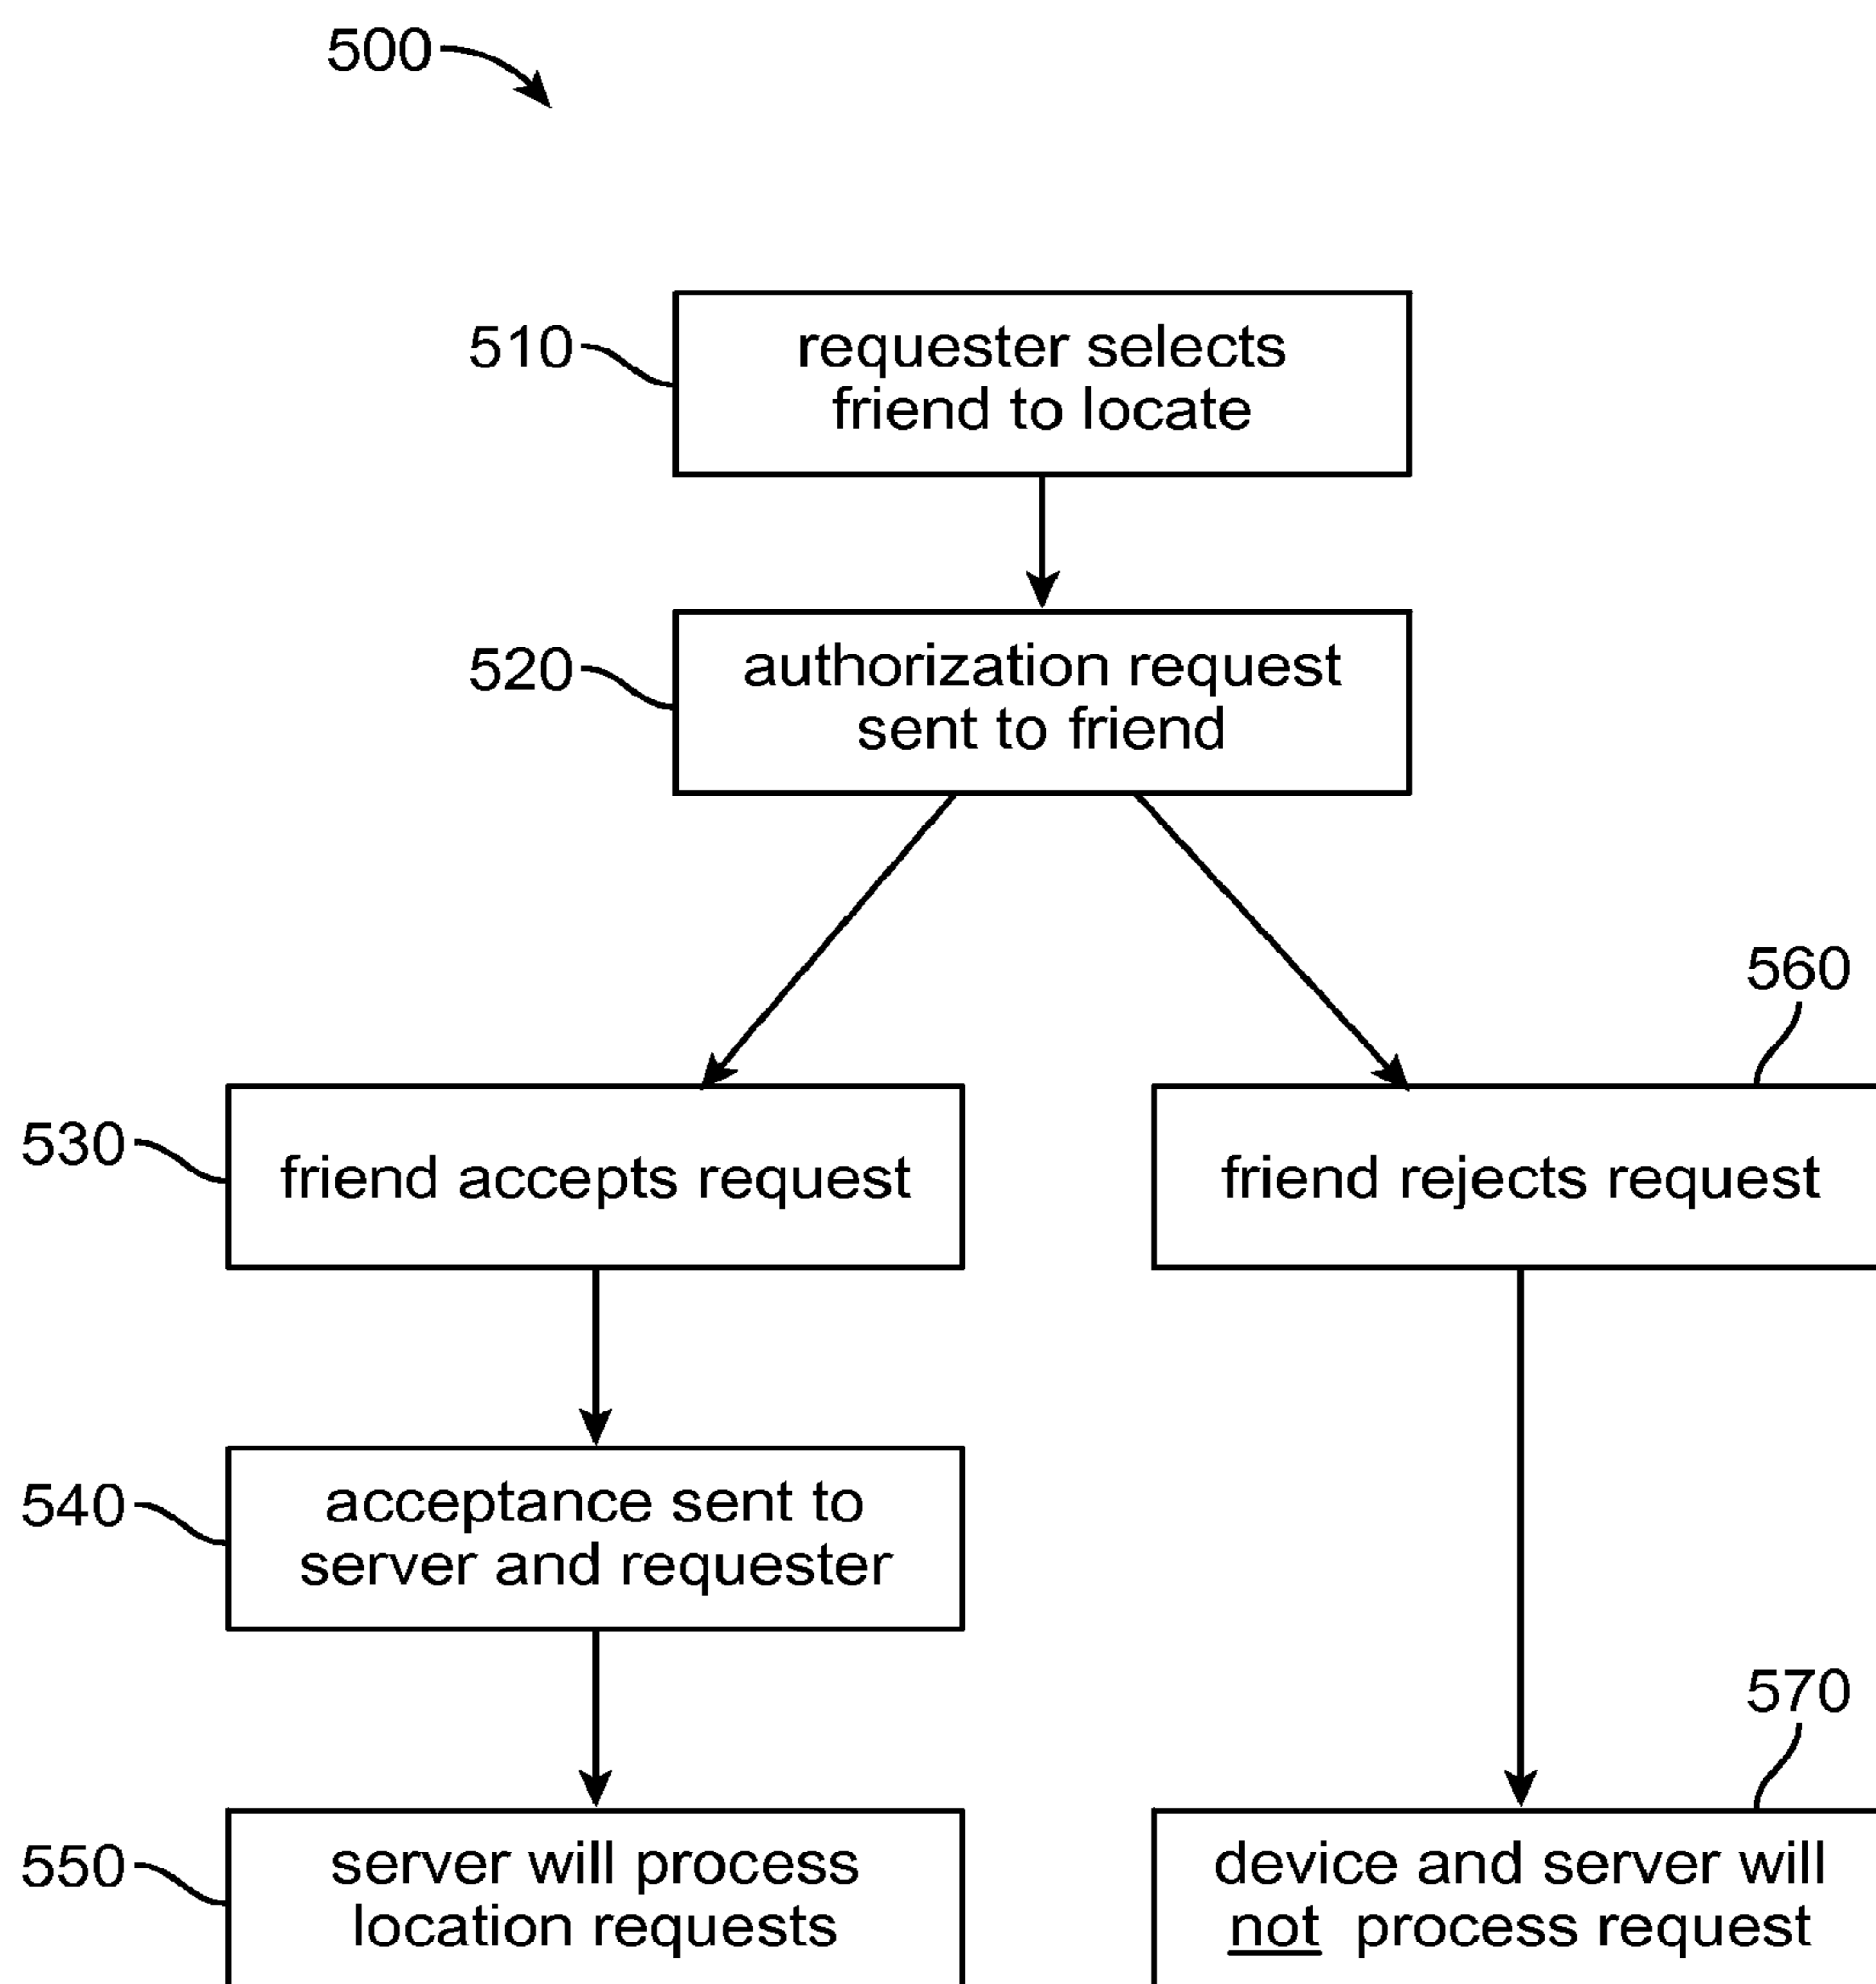 500
510
requester selects
friend to locate
520
authorization request
sent to friend
560
530
friend accepts request
friend rejects request
540
acceptance sent to
server and requester
570
550
server will process
location requests
device and server will
not process request